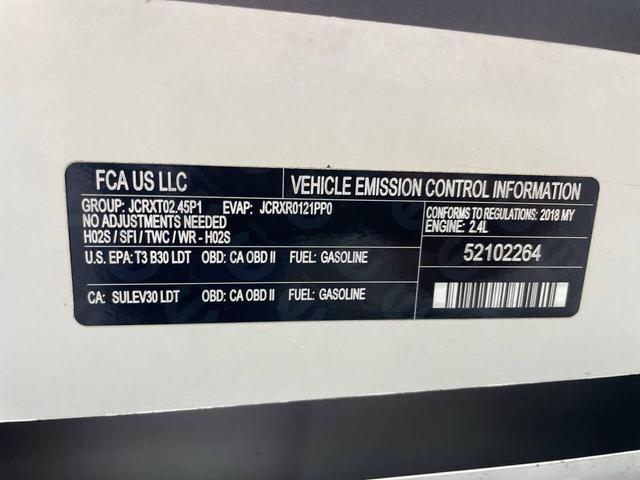 FCA US LLC
VEHICLE EMISSION CONTROL INFORMATION
GROUP: JCRXT02.45P1 EVAP: JCRXR0121PP0
NO ADJUSTMENTS NEEDED
H02S / SFI / TWC / WR - H02S
CONFORMS TO REGULATIONS: 2018 MY
ENGINE: 2.4L
U.S. EPA: T3 B30 LDT OBD: CA OBD II FUEL: GASOLINE
CA: SULEV30 LDT OBD: CA OBD II FUEL: GASOLINE
52102264